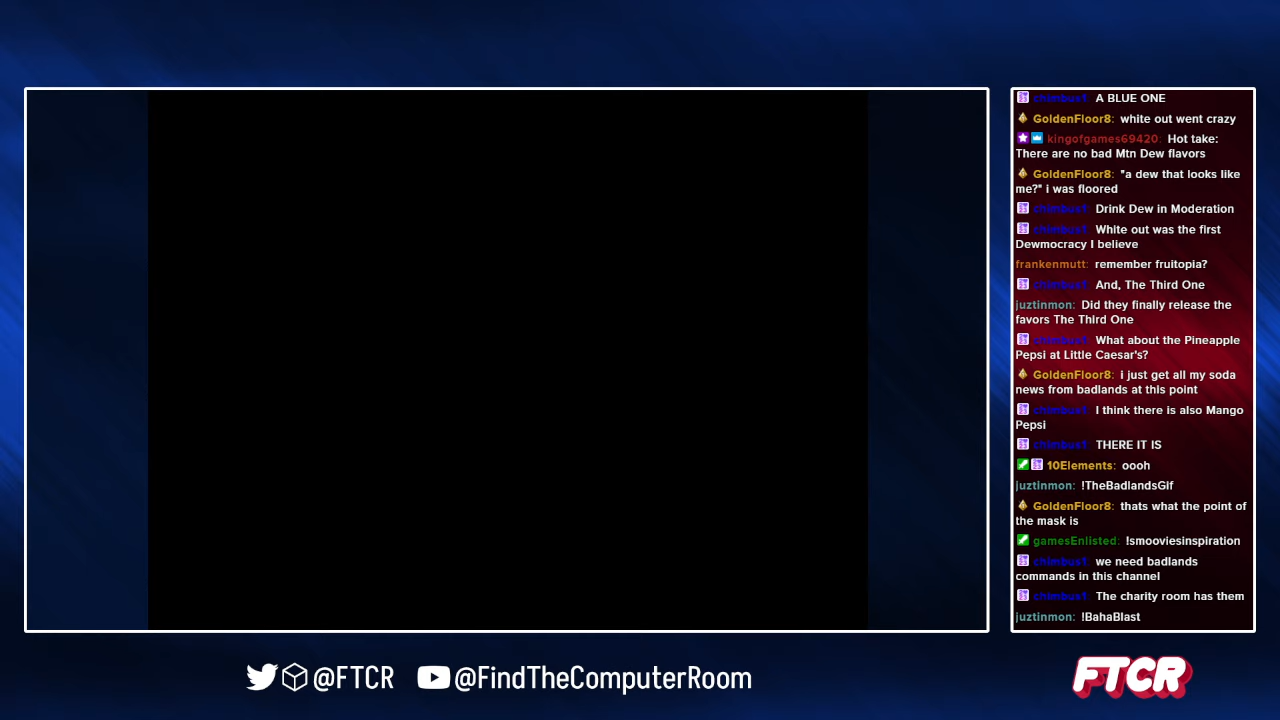 chimbus1: A BLUE ONE
GoldenFloor8: white out went crazy
kingofgames69420: Hot take:
There are no bad Mtn Dew flavors
GoldenFloor8: "a dew that looks like
me?" i was floored
chimbus1: Drink Dew in Moderation
chimbus1: White out was the first
Dewmocracy I believe
frankenmutt: remember fruitopia?
chimbus1: And, The Third One
juztinmon: Did they finally release the
favors The Third One
chimbus1: What about the Pineapple
Pepsi at Little Caesar's?
GoldenFloor8: i just get all my soda
news from badlands at this point
chimbus1: I think there is also Mango
Pepsi
chimbus1: THERE IT IS
10Elements: oooh
juztinmon: !TheBadlandsGif
GoldenFloor8: thats what the point of
the mask is
gamesEnlisted: !smooviesinspiration
chimbus1: we need badlands
commands in this channel
chimbus1: The charity room has them
juztinmon: !BahaBlast
@FTCR @FindTheComputerRoom
FTCR